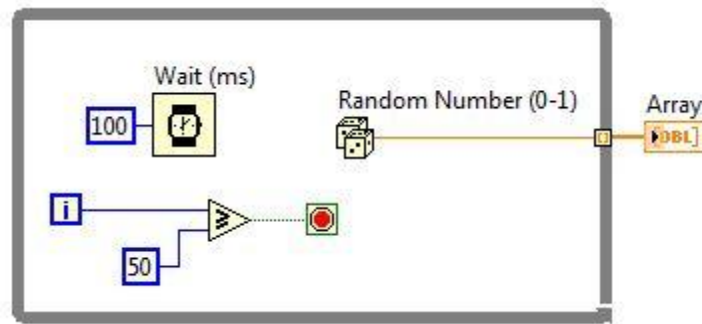 Wait (ms)
100
Random Number (0-1)
Array
[DBL]
i
≥
50